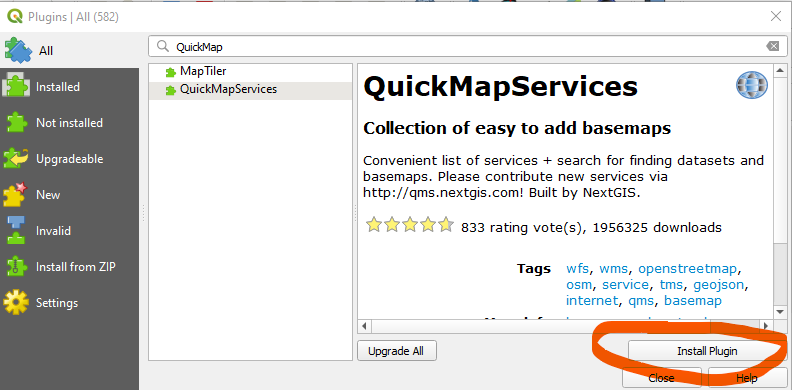 Plugins | All (582)
All
Installed
Not installed
Upgradeable
New
Invalid
Install from ZIP
Settings
QuickMap
MapTiler
QuickMapServices
QuickMapServices
Collection of easy to add basemaps
Convenient list of services + search for finding datasets and
basemaps. Please contribute new services via
http://qms.nextgis.com! Built by NextGIS.
833 rating vote(s), 1956325 downloads
Tags wfs, wms, openstreetmap,
osm, service, tms, geojson,
internet, qms, basemap
Upgrade All
Install Plugin
Close
Help